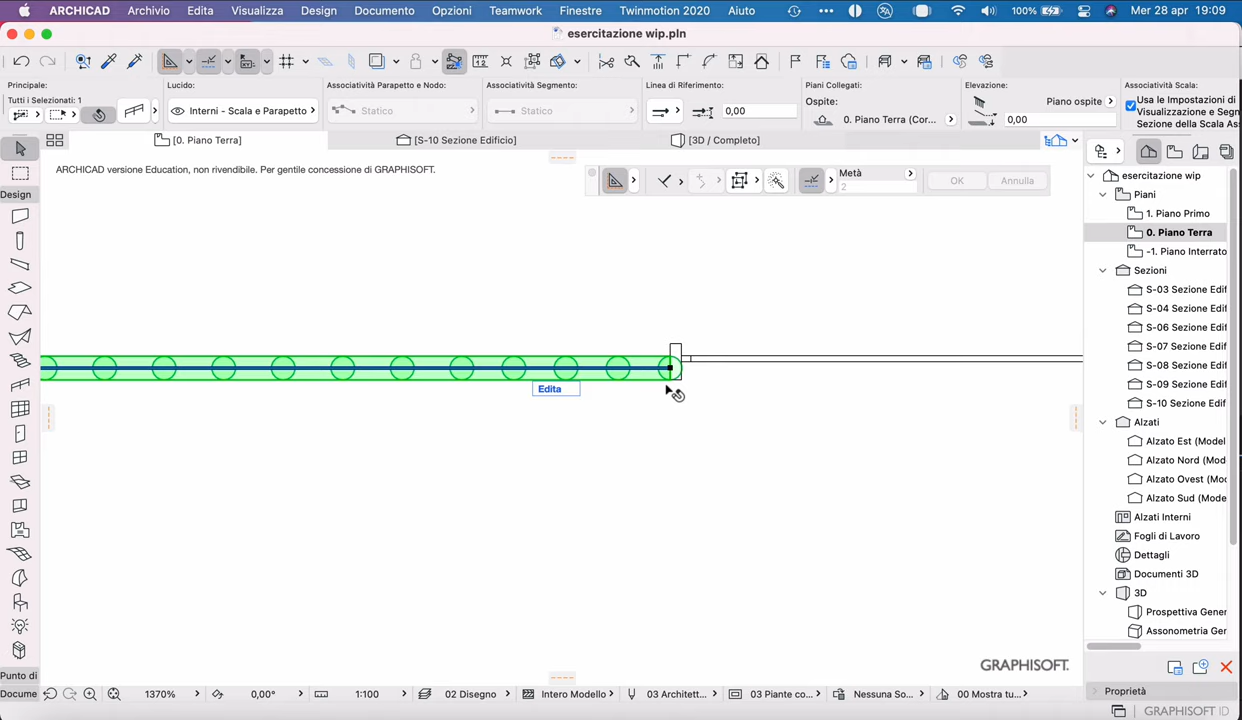 ARCHICAD Archivio Edita Visualizza Design Documento Opzioni Teamwork Finestre Twinmotion 2020 Aiuto 100% Mer 28 apr 19:09
esercitazione wip.pln
Principale:
Tutti i Selezionati: 1
Lucido:
Interni - Scala e Parapetto
Associatività Parapetto e Nodo:
Statico
Associatività Segmento:
Statico
Linea di Riferimento:
0,00
Piani Collegati:
Ospite:
0. Piano Terra (Cor...
Elevazione:
Piano ospite
0,00
Associatività Scala:
Usa le Impostazioni di
Visualizzazione e Segn
Sezione della Scala Ass
[0. Piano Terra]
[S-10 Sezione Edificio]
[3D / Completo]
ARCHICAD versione Education, non rivendibile. Per gentile concessione di GRAPHISOFT.
Metà
2
OK
Annulla
Design
Edita
esercitazione wip
Piani
1. Piano Primo
0. Piano Terra
-1. Piano Interrato
Sezioni
S-03 Sezione Edif
S-04 Sezione Edif
S-06 Sezione Edif
S-07 Sezione Edif
S-08 Sezione Edif
S-09 Sezione Edif
S-10 Sezione Edif
Alzati
Alzato Est (Model
Alzato Nord (Mod
Alzato Ovest (Mod
Alzato Sud (Mode
Alzati Interni
Fogli di Lavoro
Dettagli
Documenti 3D
3D
Prospettiva Gener
Assonometria Ger
GRAPHISOFT.
Punto di
Docume
1370% 0,00° 1:100 02 Disegno Intero Modello 03 Architett... 03 Piante co... Nessuna So... 00 Mostra tu...
Proprietà
GRAPHISOFT ID